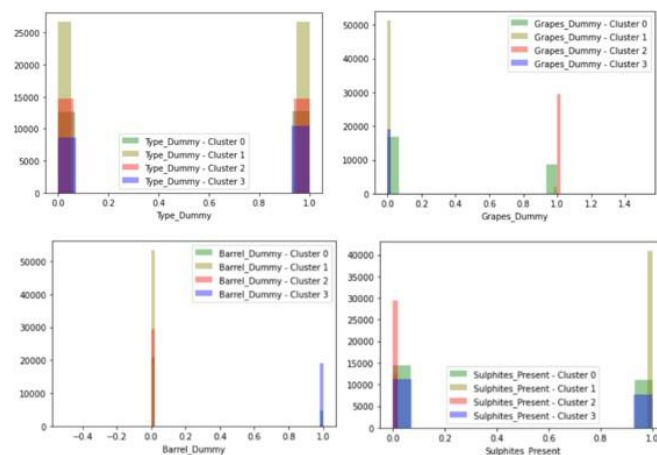 25000
20000
15000
10000
5000
0
Type_Dummy - Cluster 0
Type_Dummy - Cluster 1
Type_Dummy - Cluster 2
Type_Dummy - Cluster 3
0.0 0.2 0.4 0.6 0.8 1.0
Type_Dummy
50000
40000
30000
20000
10000
0
Grapes_Dummy - Cluster 0
Grapes_Dummy - Cluster 1
Grapes_Dummy - Cluster 2
Grapes_Dummy - Cluster 3
0.0 0.2 0.4 0.6 0.8 1.0 1.2 1.4
Grapes_Dummy
50000
40000
30000
20000
10000
0
Barrel_Dummy - Cluster 0
Barrel_Dummy - Cluster 1
Barrel_Dummy - Cluster 2
Barrel_Dummy - Cluster 3
−0.4 −0.2 0.0 0.2 0.4 0.6 0.8 1.0
Barrel_Dummy
40000
35000
30000
25000
20000
15000
10000
5000
0
Sulphites_Present - Cluster 0
Sulphites_Present - Cluster 1
Sulphites_Present - Cluster 2
Sulphites_Present - Cluster 3
0.0 0.2 0.4 0.6 0.8 1.0
Sulphites_Present